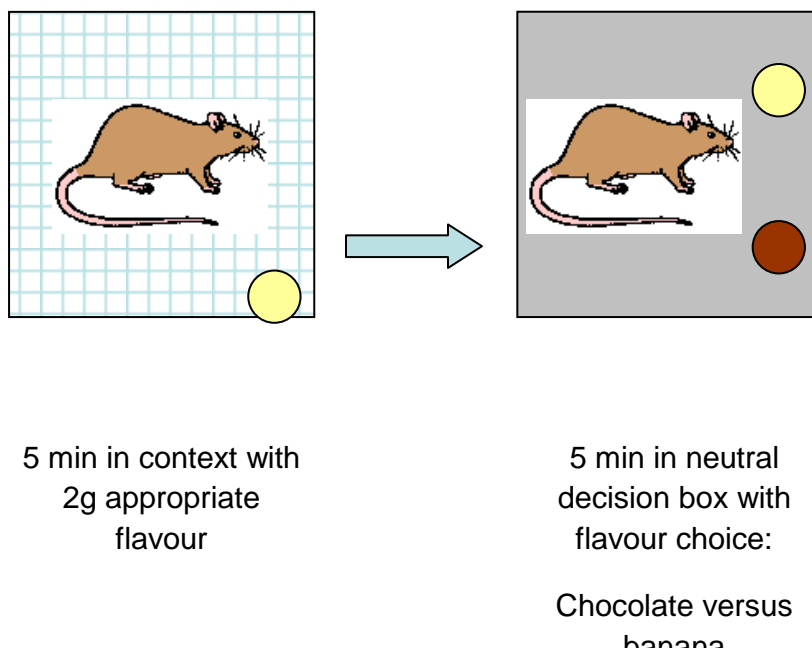 5 min in context with
2g appropriate
flavour
5 min in neutral
decision box with
flavour choice:
Chocolate versus
banana